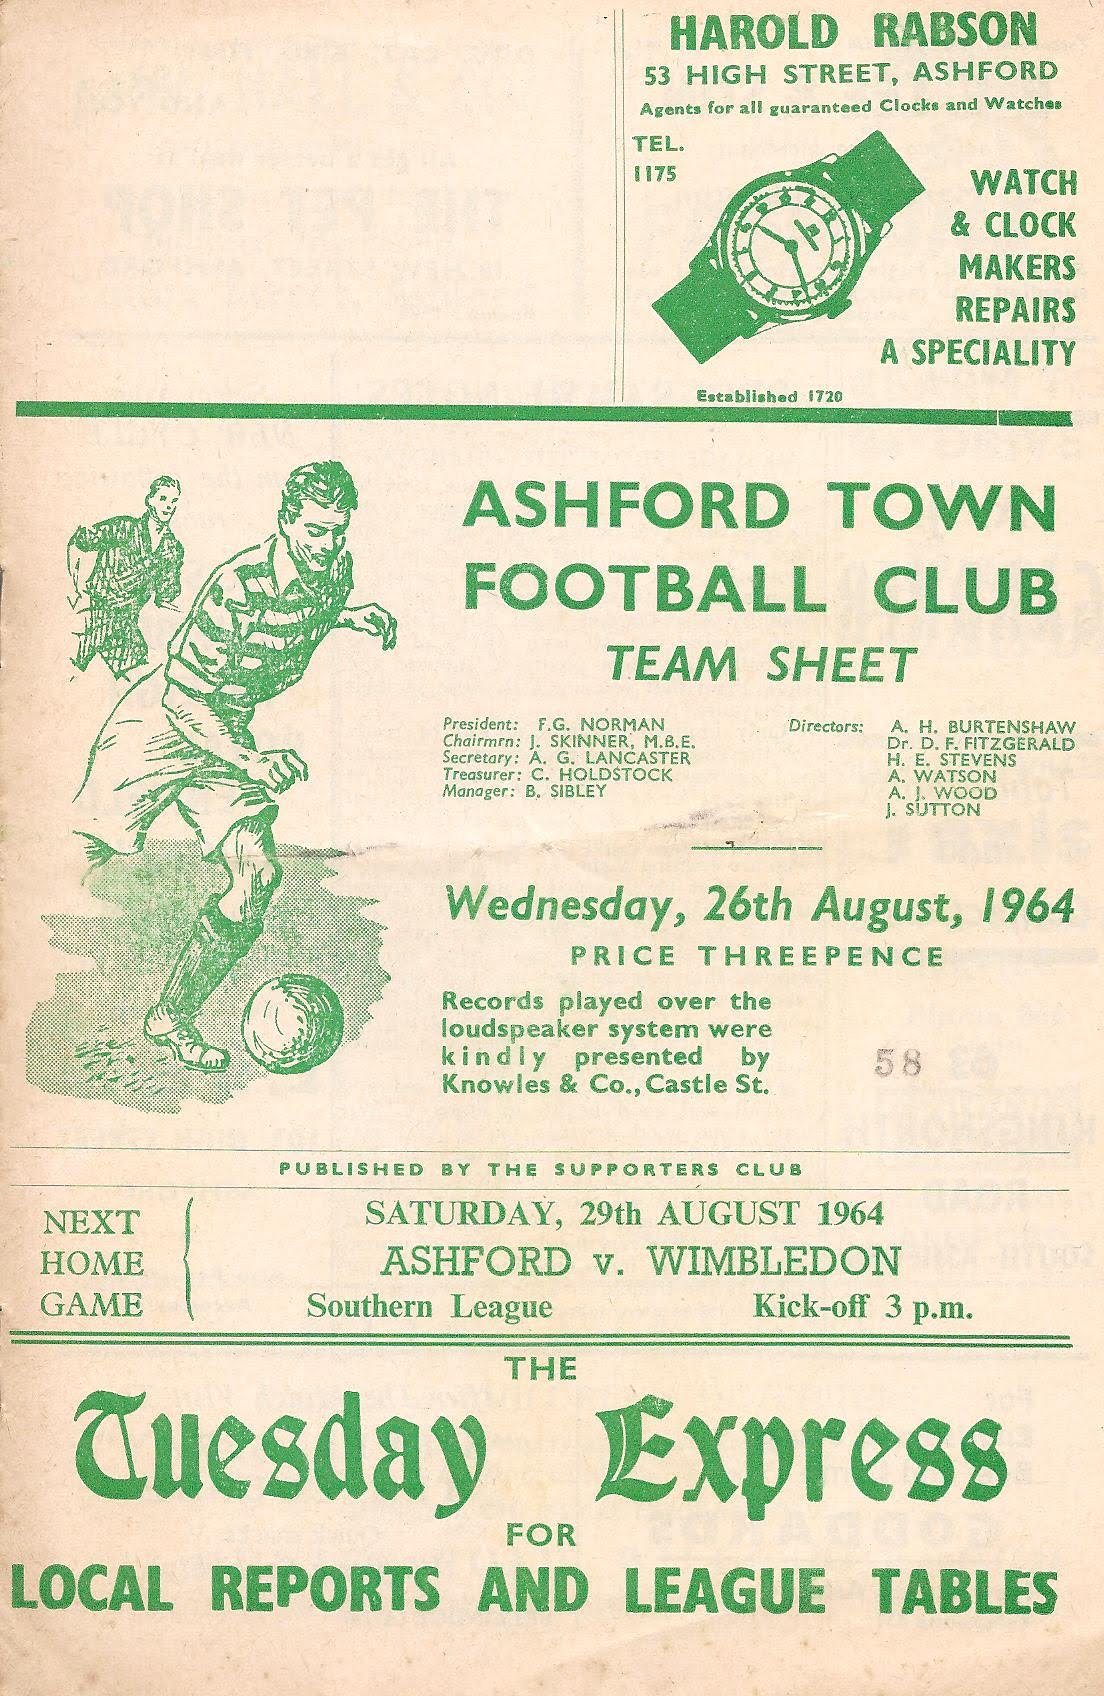 HAROLD RABSON
53 HIGH STREET, ASHFORD
Agents for all guaranteed Clocks and Watches
TEL.
1175
WATCH
& CLOCK
MAKERS
REPAIRS
A SPECIALITY
Established 1720
ASHFORD TOWN
FOOTBALL CLUB
TEAM SHEET
President: F.G. NORMAN
Chairmrn: J. SKINNER, M.B.E.
Secretary: A. G. LANCASTER
Treasurer: C. HOLDSTOCK
Manager: B. SIBLEY
Directors: A. H. BURTENSHAW
Dr. D. F. FITZGERALD
H. E. STEVENS
A. WATSON
A. J. WOOD
J. SUTTON
Wednesday, 26th August, 1964
PRICE THREEPENCE
Records played over the
loudspeaker system were
kindly presented by
Knowles & Co., Castle St.
58
PUBLISHED BY THE SUPPORTERS CLUB
NEXT
HOME
GAME
SATURDAY, 29th AUGUST 1964
ASHFORD v. WIMBLEDON
Southern League Kick-off 3 p.m.
THE
Tuesday Express
FOR
LOCAL REPORTS AND LEAGUE TABLES